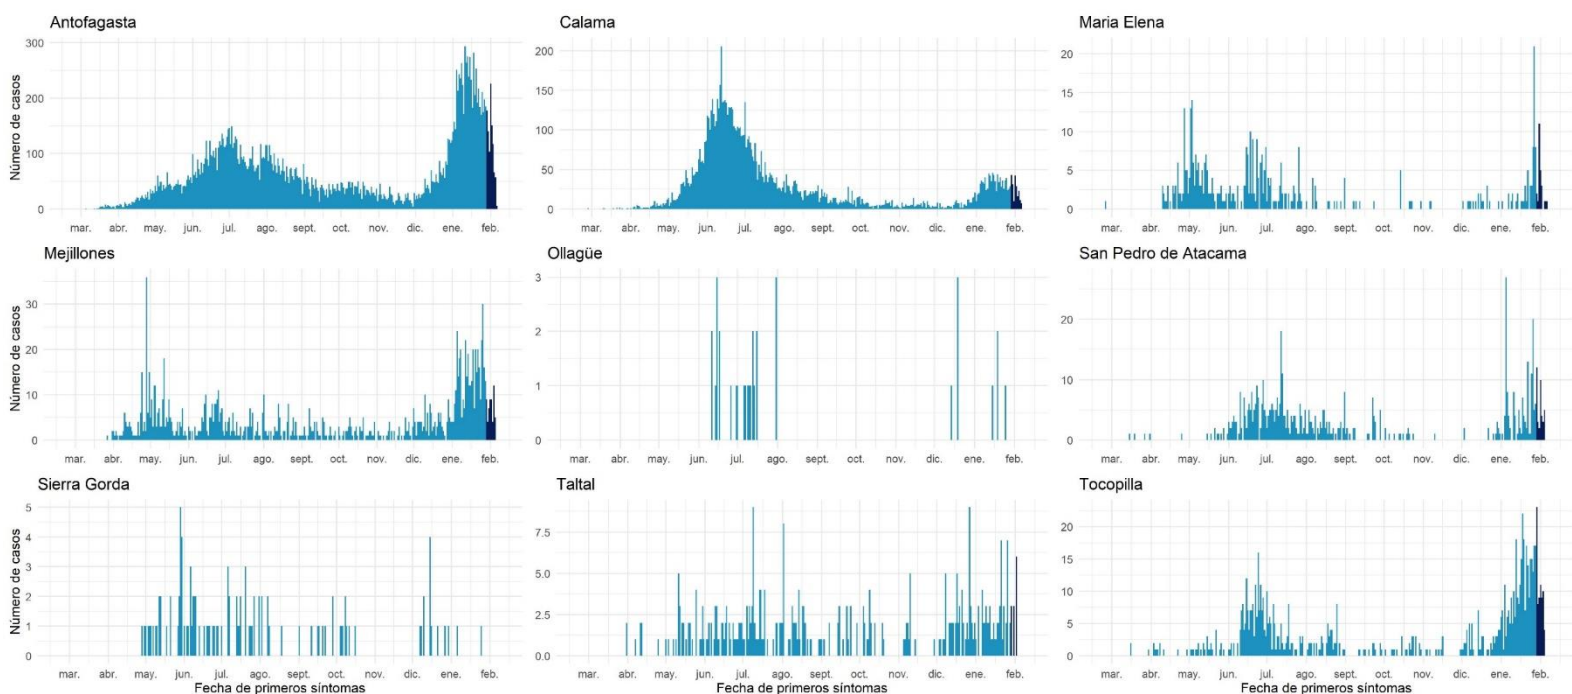 Antofagasta
Calama
Maria Elena
Número de casos
300
200
100
0
mar. abr. may. jun. jul. ago. sept. oct. nov. dic. ene. feb.
200
150
100
50
0
mar. abr. may. jun. jul. ago. sept. oct. nov. dic. ene. feb.
20
15
10
5
0
mar. abr. may. jun. jul. ago. sept. oct. nov. dic. ene. feb.
Mejillones
Ollagüe
San Pedro de Atacama
Número de casos
30
20
10
0
mar. abr. may. jun. jul. ago. sept. oct. nov. dic. ene. feb.
3
2
1
0
mar. abr. may. jun. jul. ago. sept. oct. nov. dic. ene. feb.
20
10
0
mar. abr. may. jun. jul. ago. sept. oct. nov. dic. ene. feb.
Sierra Gorda
Taltal
Tocopilla
Número de casos
5
4
3
2
1
0
mar. abr. may. jun. jul. ago. sept. oct. nov. dic. ene. feb.
Fecha de primeros síntomas
7.5
5.0
2.5
0.0
mar. abr. may. jun. jul. ago. sept. oct. nov. dic. ene. feb.
Fecha de primeros síntomas
20
15
10
5
0
mar. abr. may. jun. jul. ago. sept. oct. nov. dic. ene. feb.
Fecha de primeros síntomas